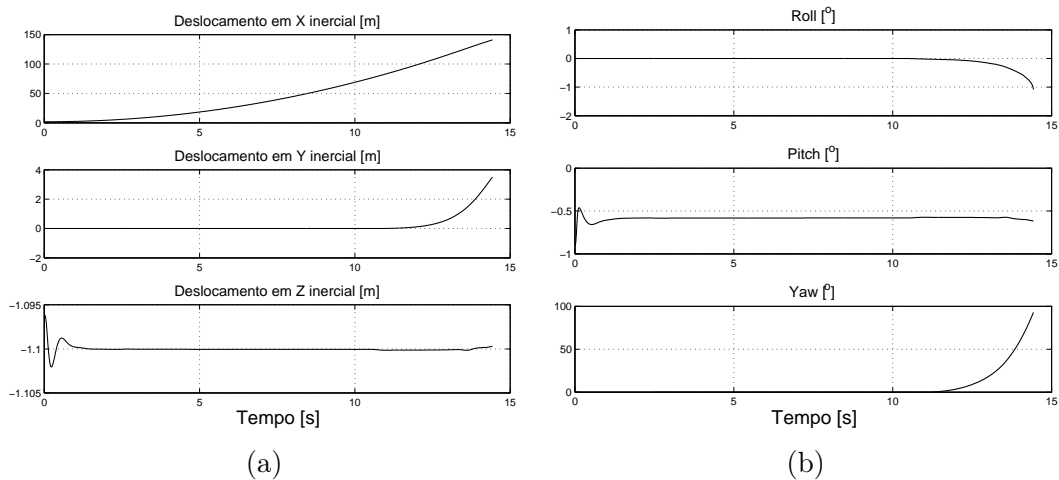 Deslocamento em X inercial [m]
150
100
50
0
0 5 10 15
Deslocamento em Y inercial [m]
4
2
0
−2
0 5 10 15
Deslocamento em Z inercial [m]
−1.095
−1.1
−1.105
0 5 10 15
Tempo [s]
(a)
Roll [º]
1
0
−1
−2
0 5 10 15
Pitch [º]
0
−0.5
−1
0 5 10 15
Yaw [º]
100
50
0
0 5 10 15
Tempo [s]
(b)